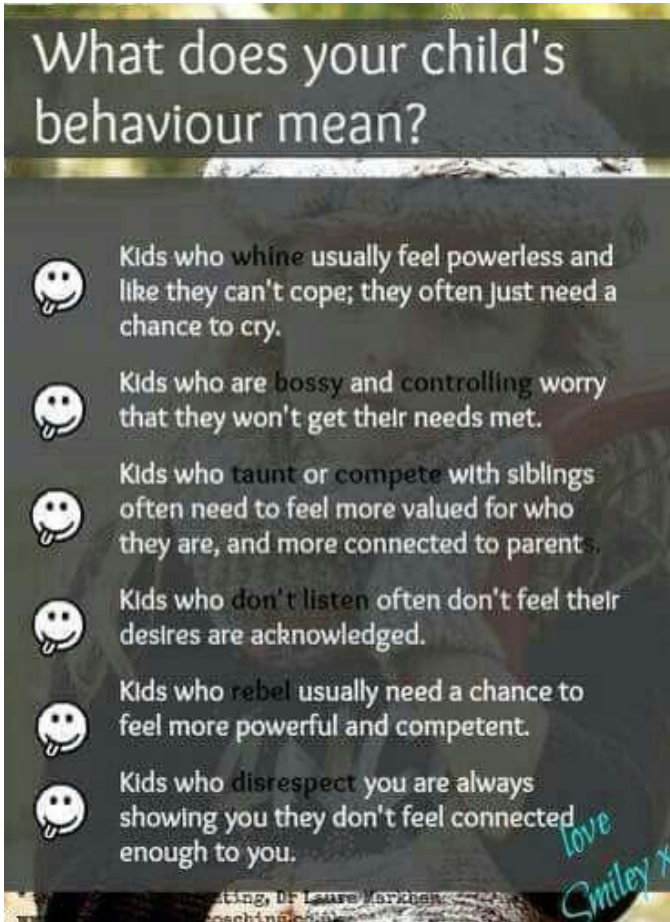 What does your child's
behaviour mean?
Kids who whine usually feel powerless and
like they can't cope; they often just need a
chance to cry.
Kids who are bossy and controlling worry
that they won't get their needs met.
Kids who taunt or compete with siblings
often need to feel more valued for who
they are, and more connected to parents.
Kids who don't listen often don't feel their
desires are acknowledged.
Kids who rebel usually need a chance to
feel more powerful and competent.
Kids who disrespect you are always
showing you they don't feel connected
enough to you.
love
Smiley x
Dr Laura Markham